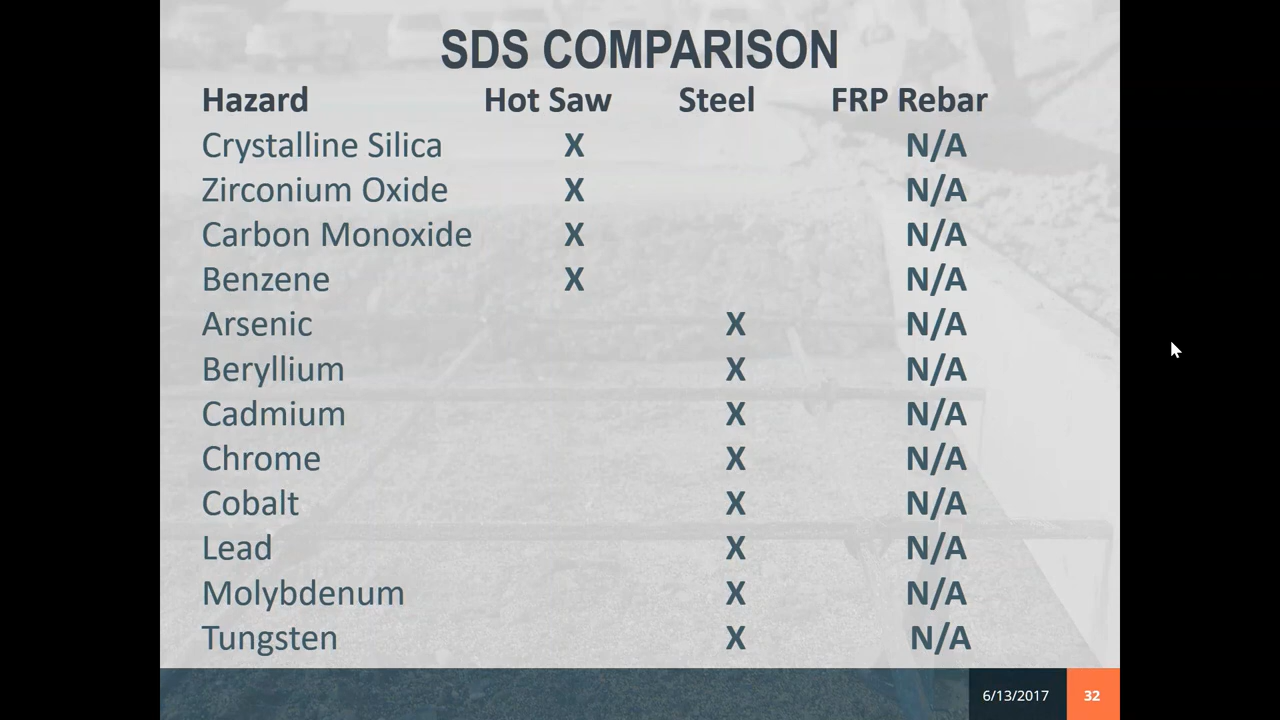 SDS COMPARISON
Hazard Hot Saw Steel FRP Rebar
Crystalline Silica X N/A
Zirconium Oxide X N/A
Carbon Monoxide X N/A
Benzene X N/A
Arsenic X N/A
Beryllium X N/A
Cadmium X N/A
Chrome X N/A
Cobalt X N/A
Lead X N/A
Molybdenum X N/A
Tungsten X N/A
6/13/2017 32